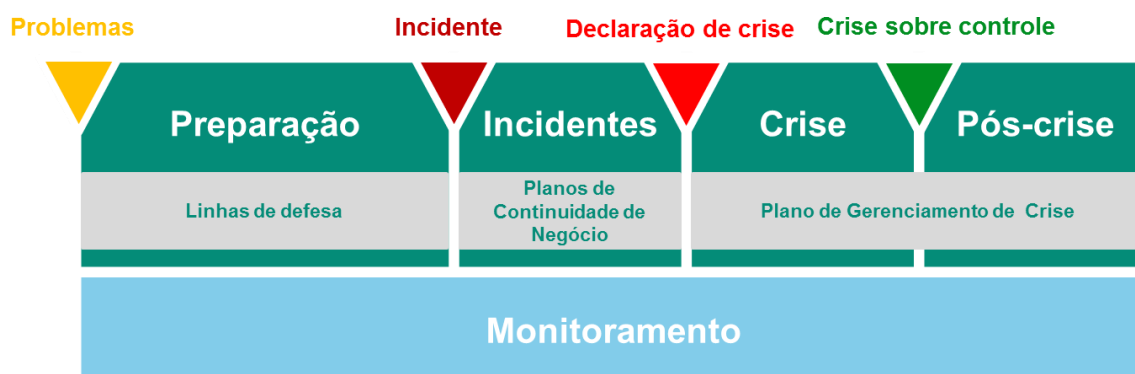 Problemas
Incidente
Declaração de crise
Crise sobre controle
Preparação
Incidentes
Crise
Pós-crise
Linhas de defesa
Planos de
Continuidade de
Negócio
Plano de Gerenciamento de Crise
Monitoramento